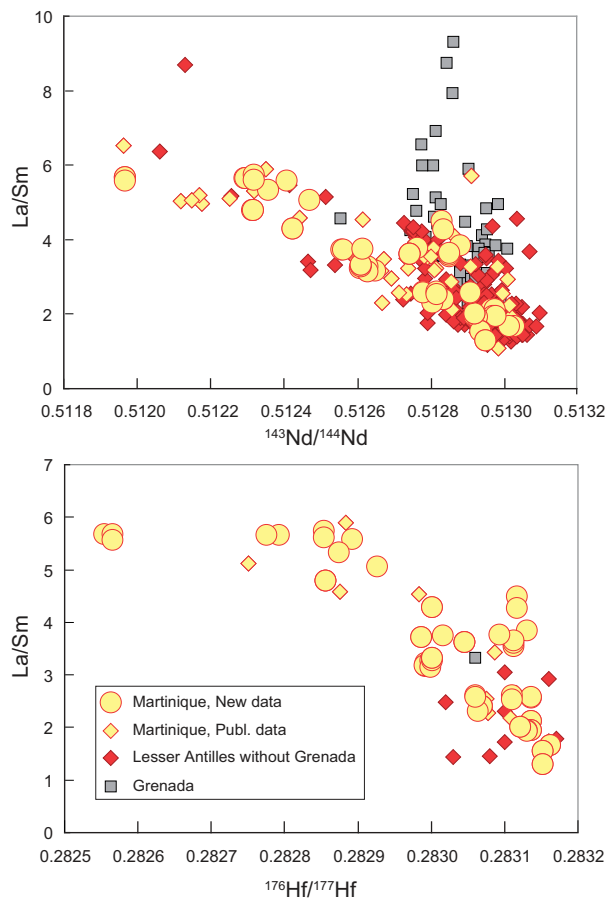 10
8
6
4
2
0
La/Sm
0.5118 0.5120 0.5122 0.5124 0.5126 0.5128 0.5130 0.5132
¹⁴³Nd/¹⁴⁴Nd
7
6
5
4
3
2
1
0
La/Sm
Martinique, New data
Martinique, Publ. data
Lesser Antilles without Grenada
Grenada
0.2825 0.2826 0.2827 0.2828 0.2829 0.2830 0.2831 0.2832
¹⁷⁶Hf/¹⁷⁷Hf